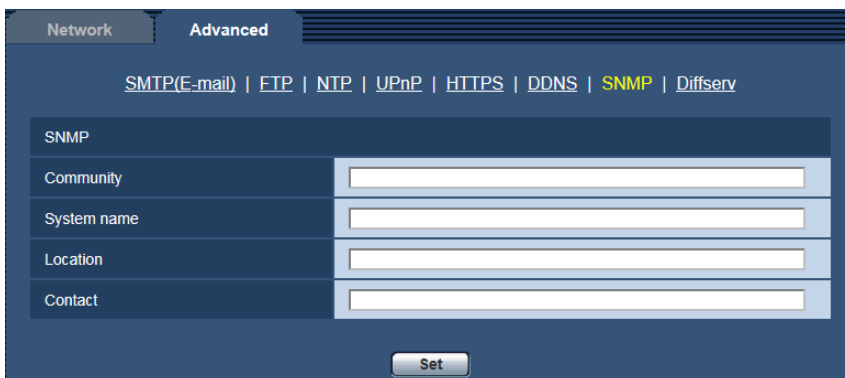 Network Advanced
SMTP(E-mail) | FTP | NTP | UPnP | HTTPS | DDNS | SNMP | Diffserv
SNMP
Community
System name
Location
Contact
Set